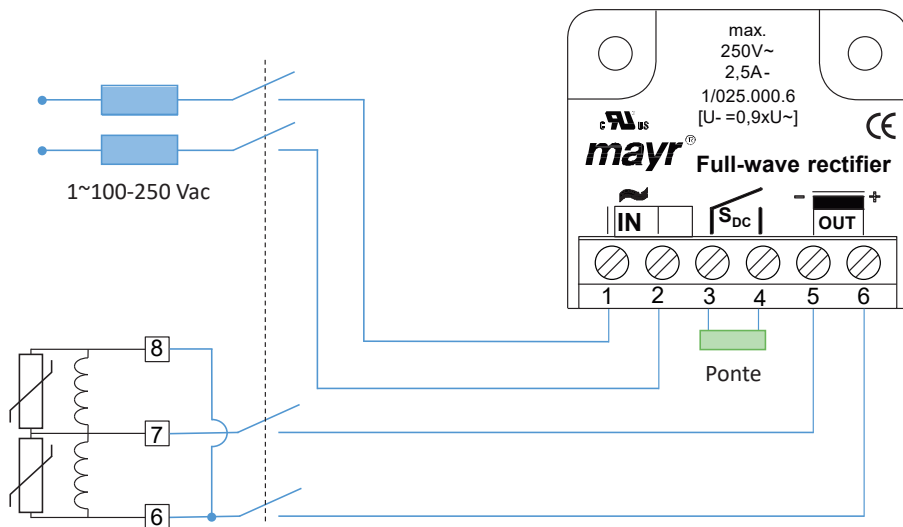 max.
250V~
2,5A-
1/025.000.6
[U- =0,9xU~]
c RU US
CE
mayr®
Full-wave rectifier
1~100-250 Vac
~
IN
SDC
- +
OUT
1 2 3 4 5 6
Ponte
8
7
6